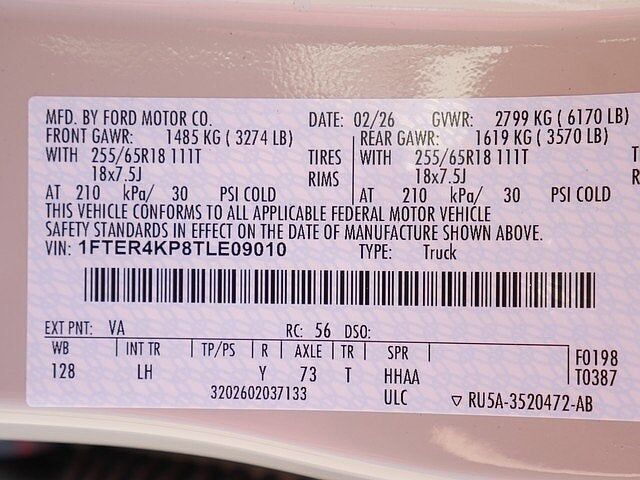 MFD. BY FORD MOTOR CO. DATE: 02/26 GVWR: 2799 KG ( 6170 LB)
FRONT GAWR: 1485 KG ( 3274 LB) REAR GAWR: 1619 KG ( 3570 LB)
WITH 255/65R18 111T TIRES WITH 255/65R18 111T T
18x7.5J RIMS 18x7.5J R
AT 210 kPa/ 30 PSI COLD AT 210 kPa/ 30 PSI COLD
THIS VEHICLE CONFORMS TO ALL APPLICABLE FEDERAL MOTOR VEHICLE
SAFETY STANDARDS IN EFFECT ON THE DATE OF MANUFACTURE SHOWN ABOVE.
VIN: 1FTER4KP8TLE09010 TYPE: Truck
EXT PNT: VA RC: 56 DSO:
WB INT TR TP/PS R AXLE TR SPR F0198
128 LH Y 73 T HHAA T0387
3202602037133 ULC ▽ RU5A-3520472-AB